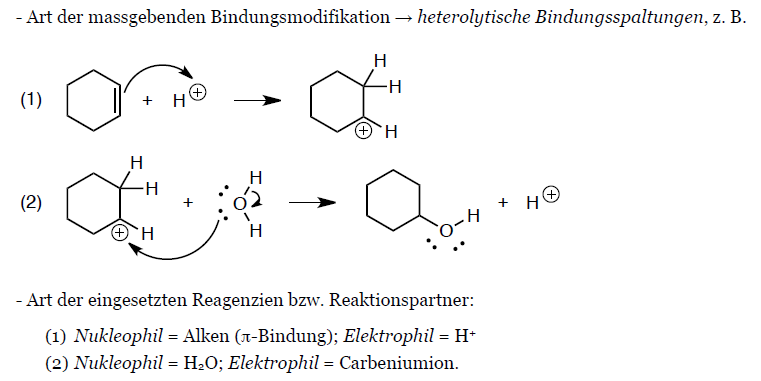 - Art der massgebenden Bindungsmodifikation → heterolytische Bindungsspaltungen, z. B.
H
(1) + H⊕ → H
⊕ H
H H
(2) H + :O → + H⊕
⊕ H H O H
- Art der eingesetzten Reagenzien bzw. Reaktionspartner:
(1) Nukleophil = Alken (π-Bindung); Elektrophil = H⁺
(2) Nukleophil = H₂O; Elektrophil = Carbeniumion.